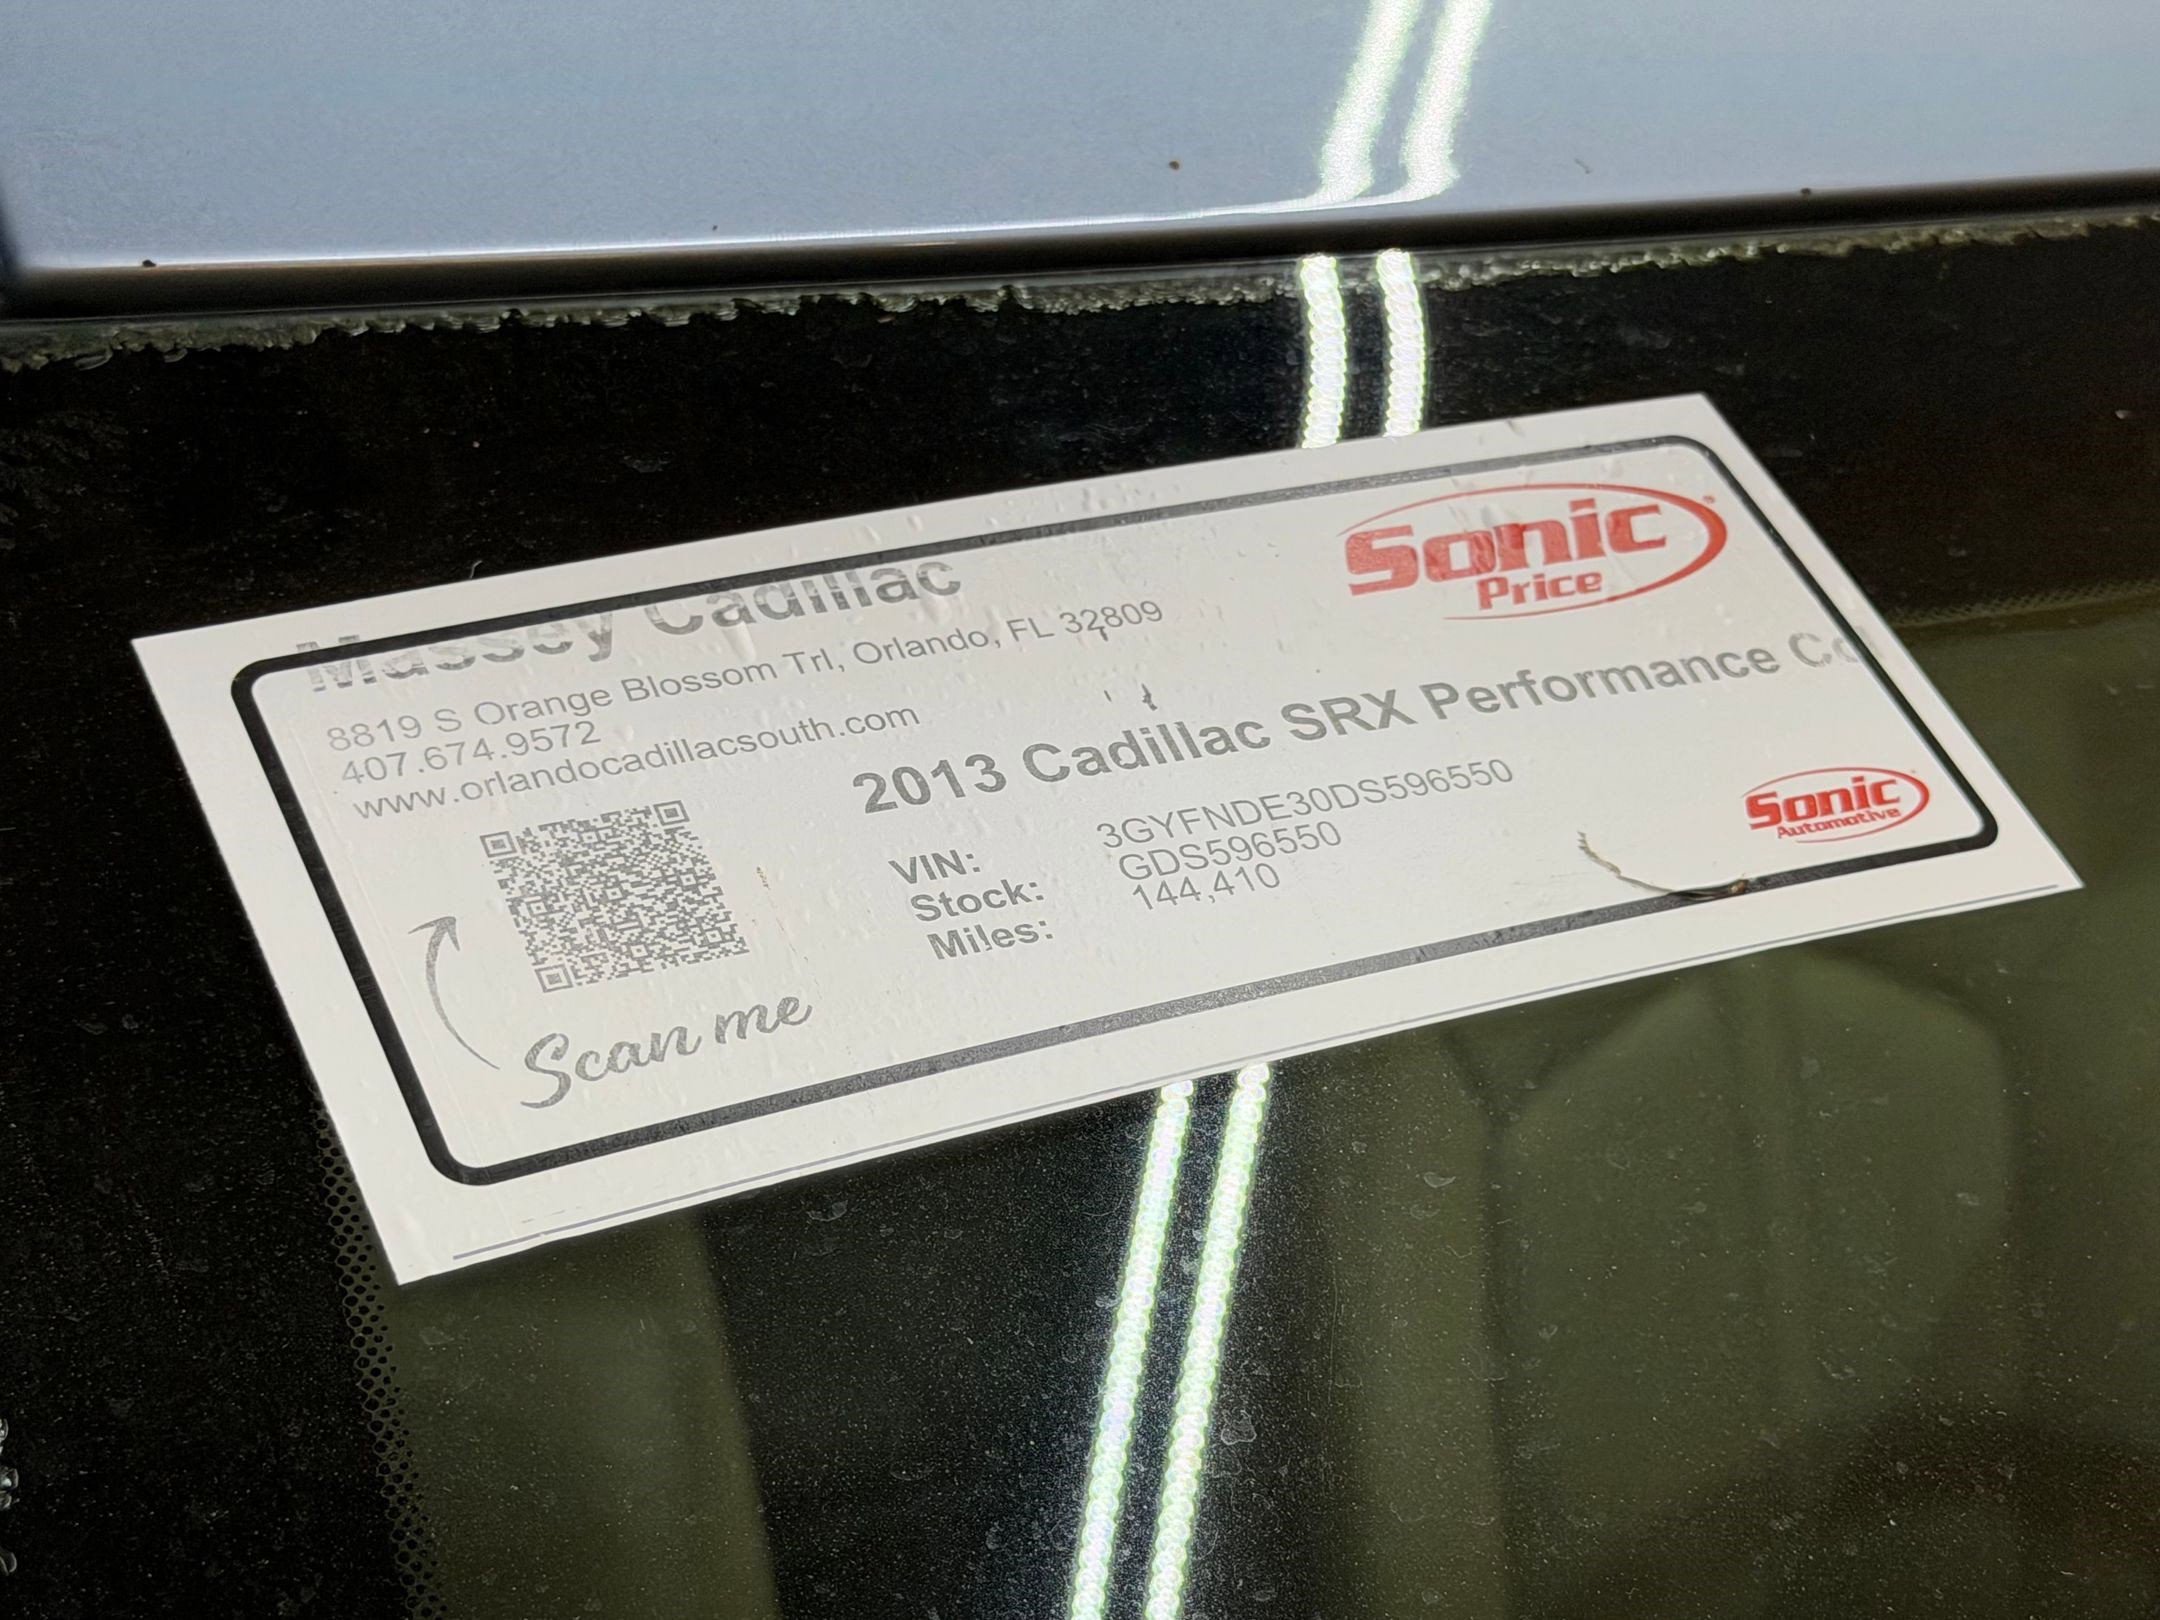 Massey Cadillac
8819 S Orange Blossom Trl, Orlando, FL 32809
407.674.9572
www.orlandocadillacsouth.com
Sonic
Price
2013 Cadillac SRX Performance Co
VIN: 3GYFNDE30DS596550
Stock: GDS596550
Miles: 144,410
Scan me
Sonic
Automotive